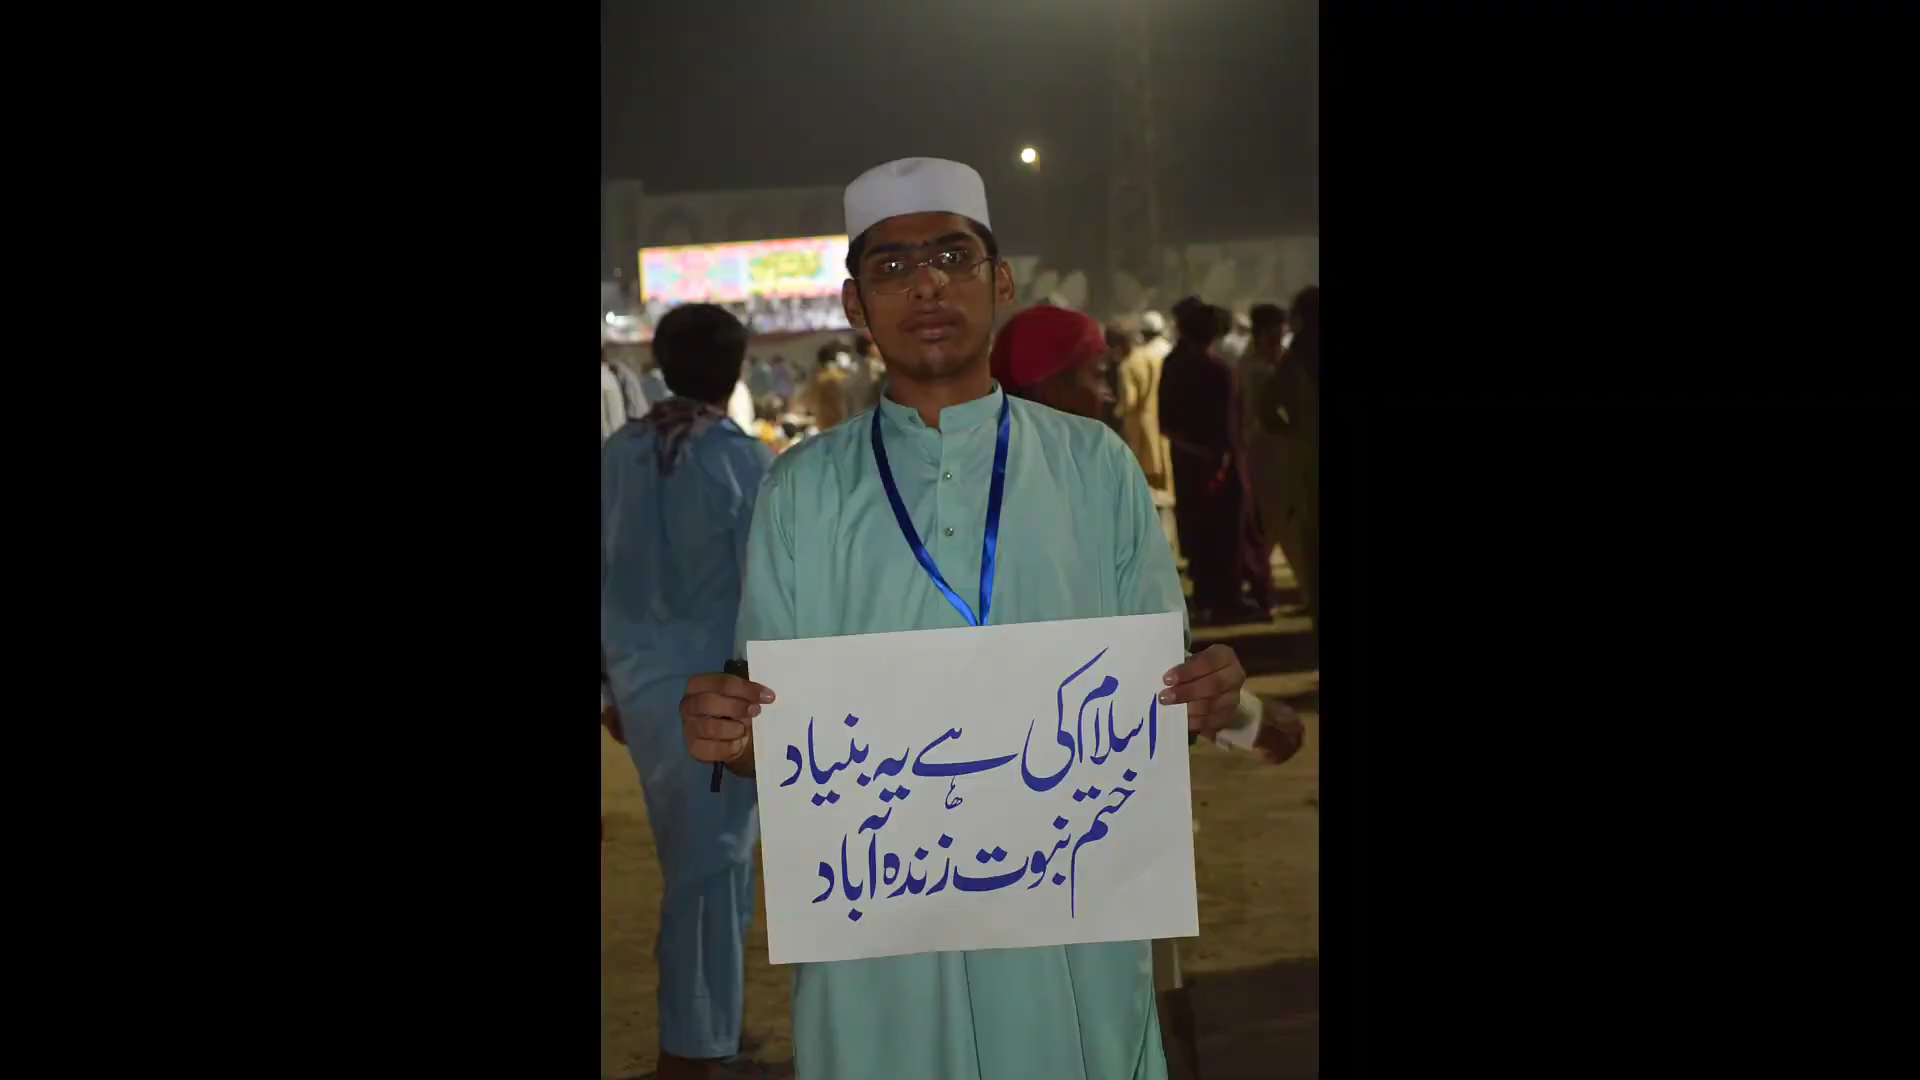 اسلام کی ہے یہ بنیاد
ختم نبوت زندہ آباد